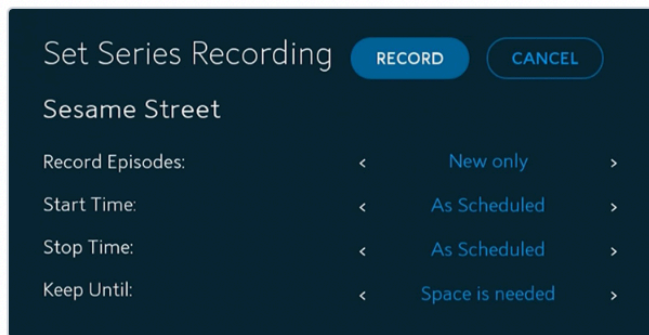 Set Series Recording RECORD CANCEL
Sesame Street
Record Episodes: < New only >
Start Time: < As Scheduled >
Stop Time: < As Scheduled >
Keep Until: < Space is needed >